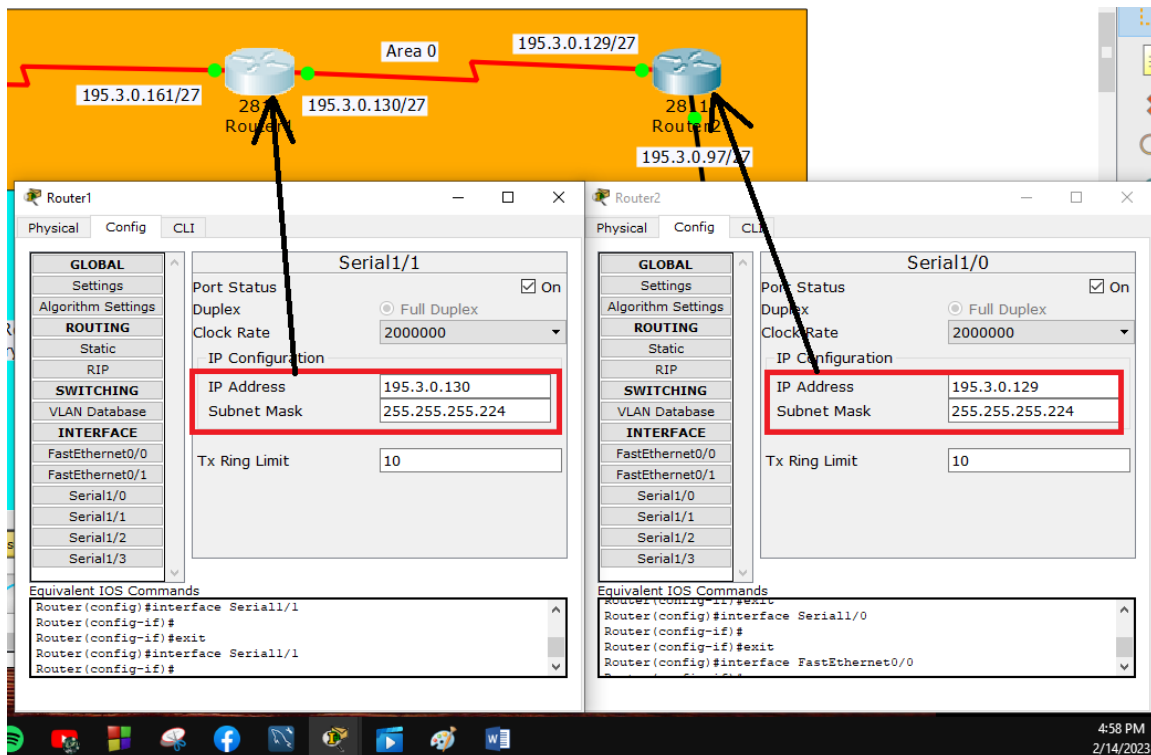 Area 0
195.3.0.129/27
195.3.0.161/27
195.3.0.130/27
Router2
195.3.0.97/27
Router1
Physical Config CLI
GLOBAL
Settings
Algorithm Settings
ROUTING
Static
RIP
SWITCHING
VLAN Database
INTERFACE
FastEthernet0/0
FastEthernet0/1
Serial1/0
Serial1/1
Serial1/2
Serial1/3
Serial1/1
Port Status On
Duplex Full Duplex
Clock Rate 2000000
IP Configuration
IP Address 195.3.0.130
Subnet Mask 255.255.255.224
Tx Ring Limit 10
Equivalent IOS Commands
Router(config)#interface Serial1/1
Router(config-if)#
Router(config-if)#exit
Router(config)#interface Serial1/1
Router(config-if)#
Router2
Physical Config
GLOBAL
Settings
Algorithm Settings
ROUTING
Static
RIP
SWITCHING
VLAN Database
INTERFACE
FastEthernet0/0
FastEthernet0/1
Serial1/0
Serial1/1
Serial1/2
Serial1/3
Serial1/0
Port Status On
Duplex Full Duplex
Clock Rate 2000000
IP Configuration
IP Address 195.3.0.129
Subnet Mask 255.255.255.224
Tx Ring Limit 10
Equivalent IOS Commands
Router(config-if)#exit
Router(config)#interface Serial1/0
Router(config-if)#
Router(config-if)#exit
Router(config)#interface FastEthernet0/0
4:58 PM
2/14/2023